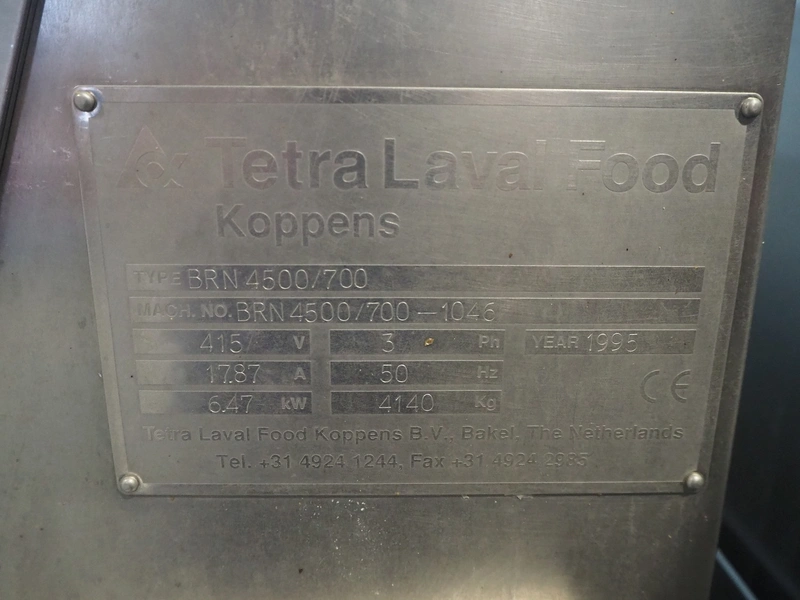 Tetra Laval Food
Koppens
TYPE BRN 4500/700
MACH. NO. BRN 4500/700-1046
415 V 3 Ph YEAR 1995
17.87 A 50 Hz
6.47 kW 4140 Kg
CE
Tetra Laval Food Koppens B.V., Bakel, The Netherlands
Tel. +31 4924 1244. Fax +31 4924 2985